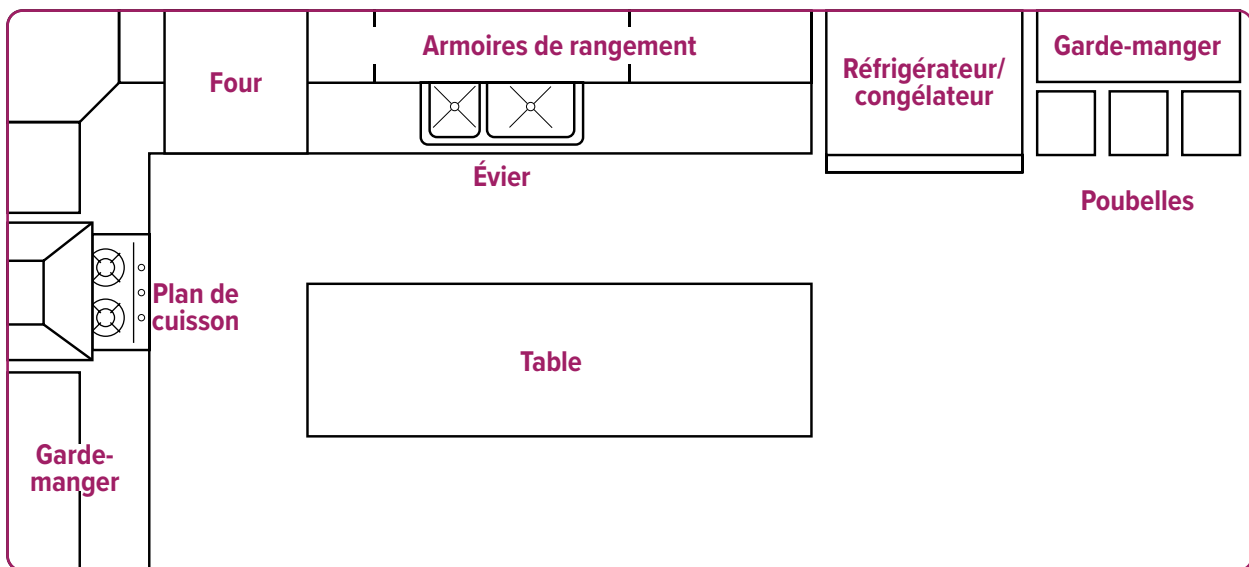 Armoires de rangement
Garde-manger
Four
Réfrigérateur/
congélateur
Évier
Poubelles
Plan de
cuisson
Table
Garde-
manger